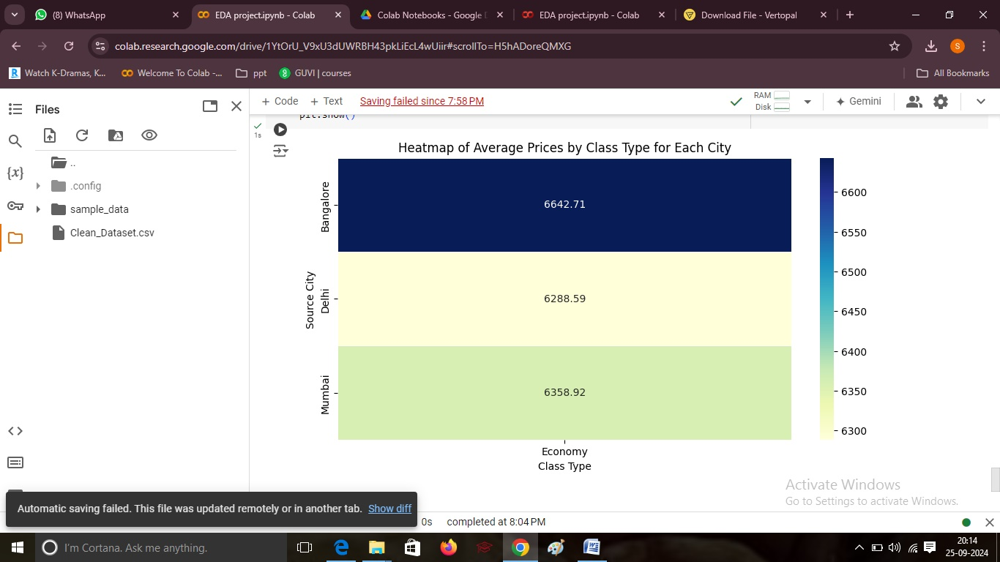 (8) WhatsApp
EDA project.ipynb - Colab
Colab Notebooks - Google D
EDA project.ipynb - Colab
Download File - Vertopal
colab.research.google.com/drive/1YtOrU_V9xU3dUWRBH43pkLiEcL4wUiir#scrollTo=H5hADoreQMXG
S
Watch K-Dramas, K...
Welcome To Colab -...
ppt
GUVI | courses
All Bookmarks
Files
+ Code + Text Saving failed since 7:58 PM
RAM
Disk
Gemini
plt.show()
1s
..
.config
sample_data
Clean_Dataset.csv
{x}
Heatmap of Average Prices by Class Type for Each City
Source City
Bangalore
6642.71
Delhi
6288.59
Mumbai
6358.92
6600
6550
6500
6450
6400
6350
6300
Economy
Class Type
Activate Windows
Go to Settings to activate Windows.
Automatic saving failed. This file was updated remotely or in another tab. Show diff
0s completed at 8:04 PM
I'm Cortana. Ask me anything.
20:14
25-09-2024